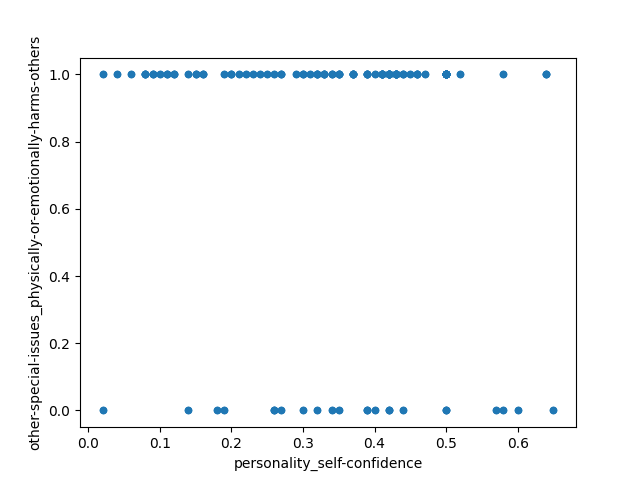 other-special-issues_physically-or-emotionally-harms-others
1.0
0.8
0.6
0.4
0.2
0.0
0.0 0.1 0.2 0.3 0.4 0.5 0.6
personality_self-confidence